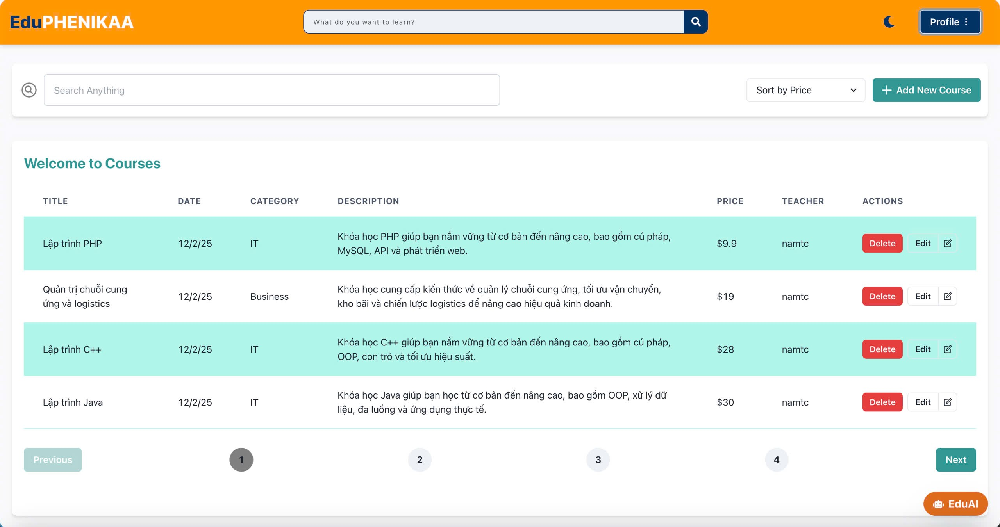 EduPHENIKAA
What do you want to learn?
Profile
Search Anything
Sort by Price
Add New Course
Welcome to Courses
TITLE DATE CATEGORY DESCRIPTION PRICE TEACHER ACTIONS
Lập trình PHP 12/2/25 IT Khóa học PHP giúp bạn nắm vững từ cơ bản đến nâng cao, bao gồm cú pháp, $9.9 namtc Delete Edit
MySQL, API và phát triển web.
Quản trị chuỗi cung 12/2/25 Business Khóa học cung cấp kiến thức về quản lý chuỗi cung ứng, tối ưu vận chuyển, $19 namtc Delete Edit
ứng và logistics kho bãi và chiến lược logistics để nâng cao hiệu quả kinh doanh.
Lập trình C++ 12/2/25 IT Khóa học C++ giúp bạn nắm vững từ cơ bản đến nâng cao, bao gồm cú pháp, $28 namtc Delete Edit
OOP, con trỏ và tối ưu hiệu suất.
Lập trình Java 12/2/25 IT Khóa học Java giúp bạn học từ cơ bản đến nâng cao, bao gồm OOP, xử lý dữ $30 namtc Delete Edit
liệu, đa luồng và ứng dụng thực tế.
Previous 1 2 3 4 Next
EduAI